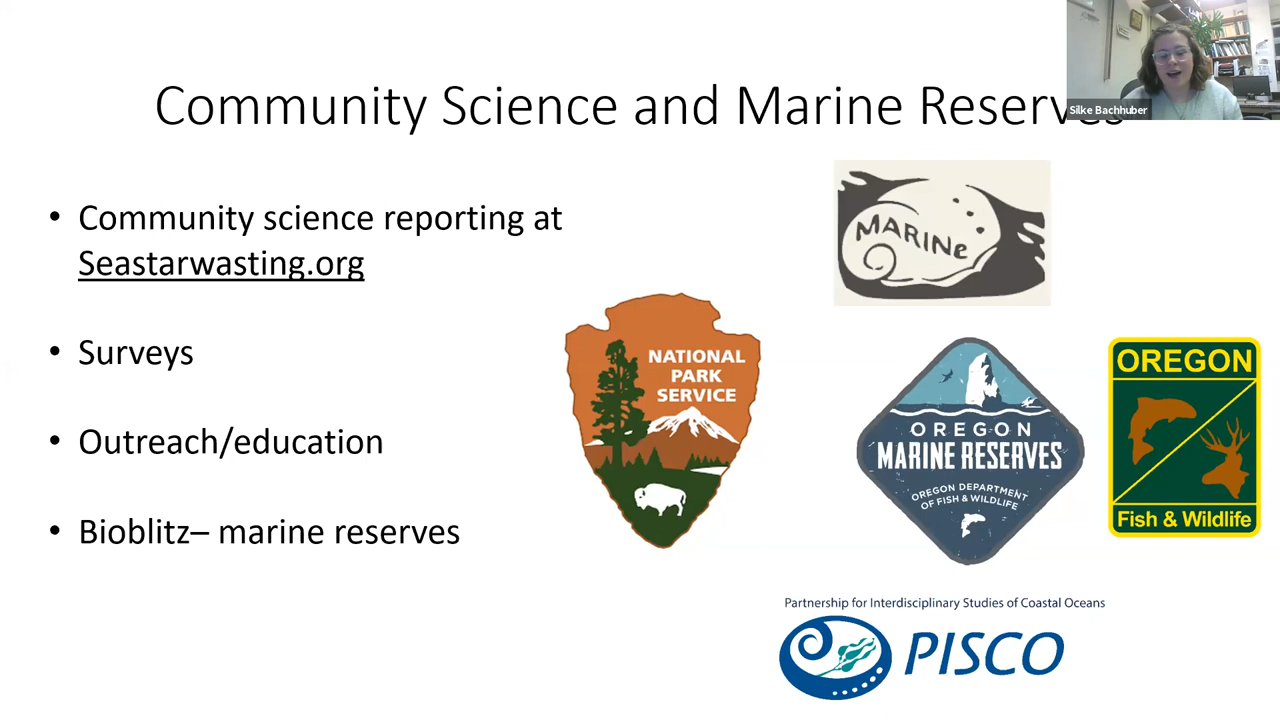 Community Science and Marine Reserves
Silke Bachhuber
• Community science reporting at
Seastarwasting.org
• Surveys
• Outreach/education
• Bioblitz– marine reserves
MARINe
NATIONAL
PARK
SERVICE
OREGON
MARINE RESERVES
OREGON DEPARTMENT
OF FISH & WILDLIFE
OREGON
Fish & Wildlife
Partnership for Interdisciplinary Studies of Coastal Oceans
PISCO